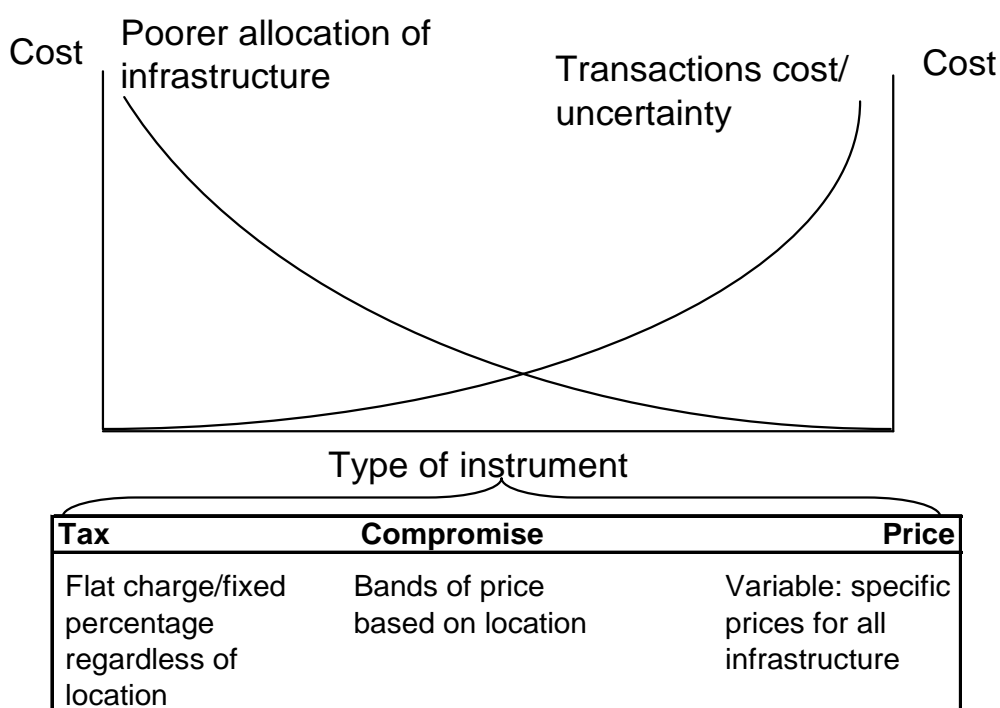 Cost
Poorer allocation of
infrastructure
Transactions cost/
uncertainty
Cost
Type of instrument
Tax
Compromise
Price
Flat charge/fixed
percentage
regardless of
location
Bands of price
based on location
Variable: specific
prices for all
infrastructure